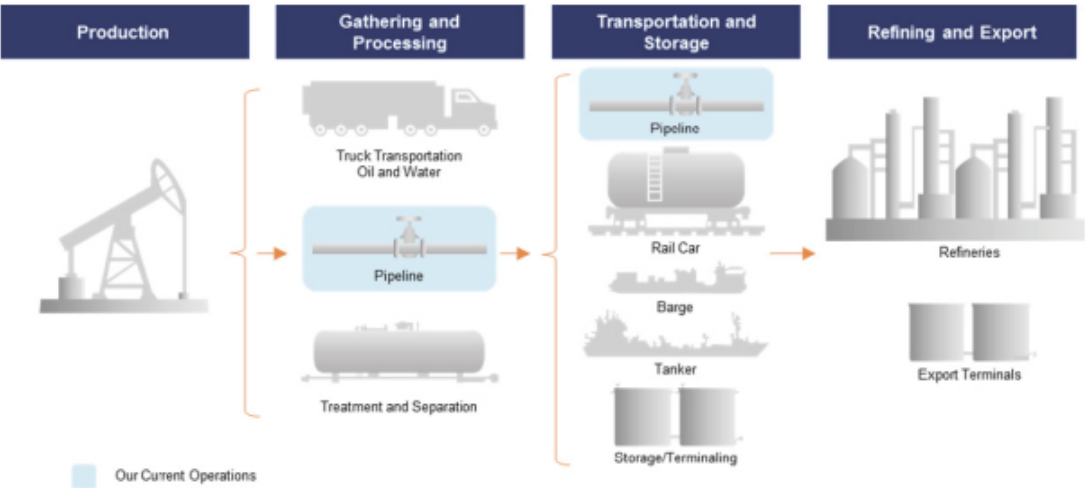 Production
Gathering and
Processing
Transportation and
Storage
Refining and Export
Truck Transportation
Oil and Water
Pipeline
Treatment and Separation
Pipeline
Rail Car
Barge
Tanker
Storage/Terminaling
Refineries
Export Terminals
Our Current Operations